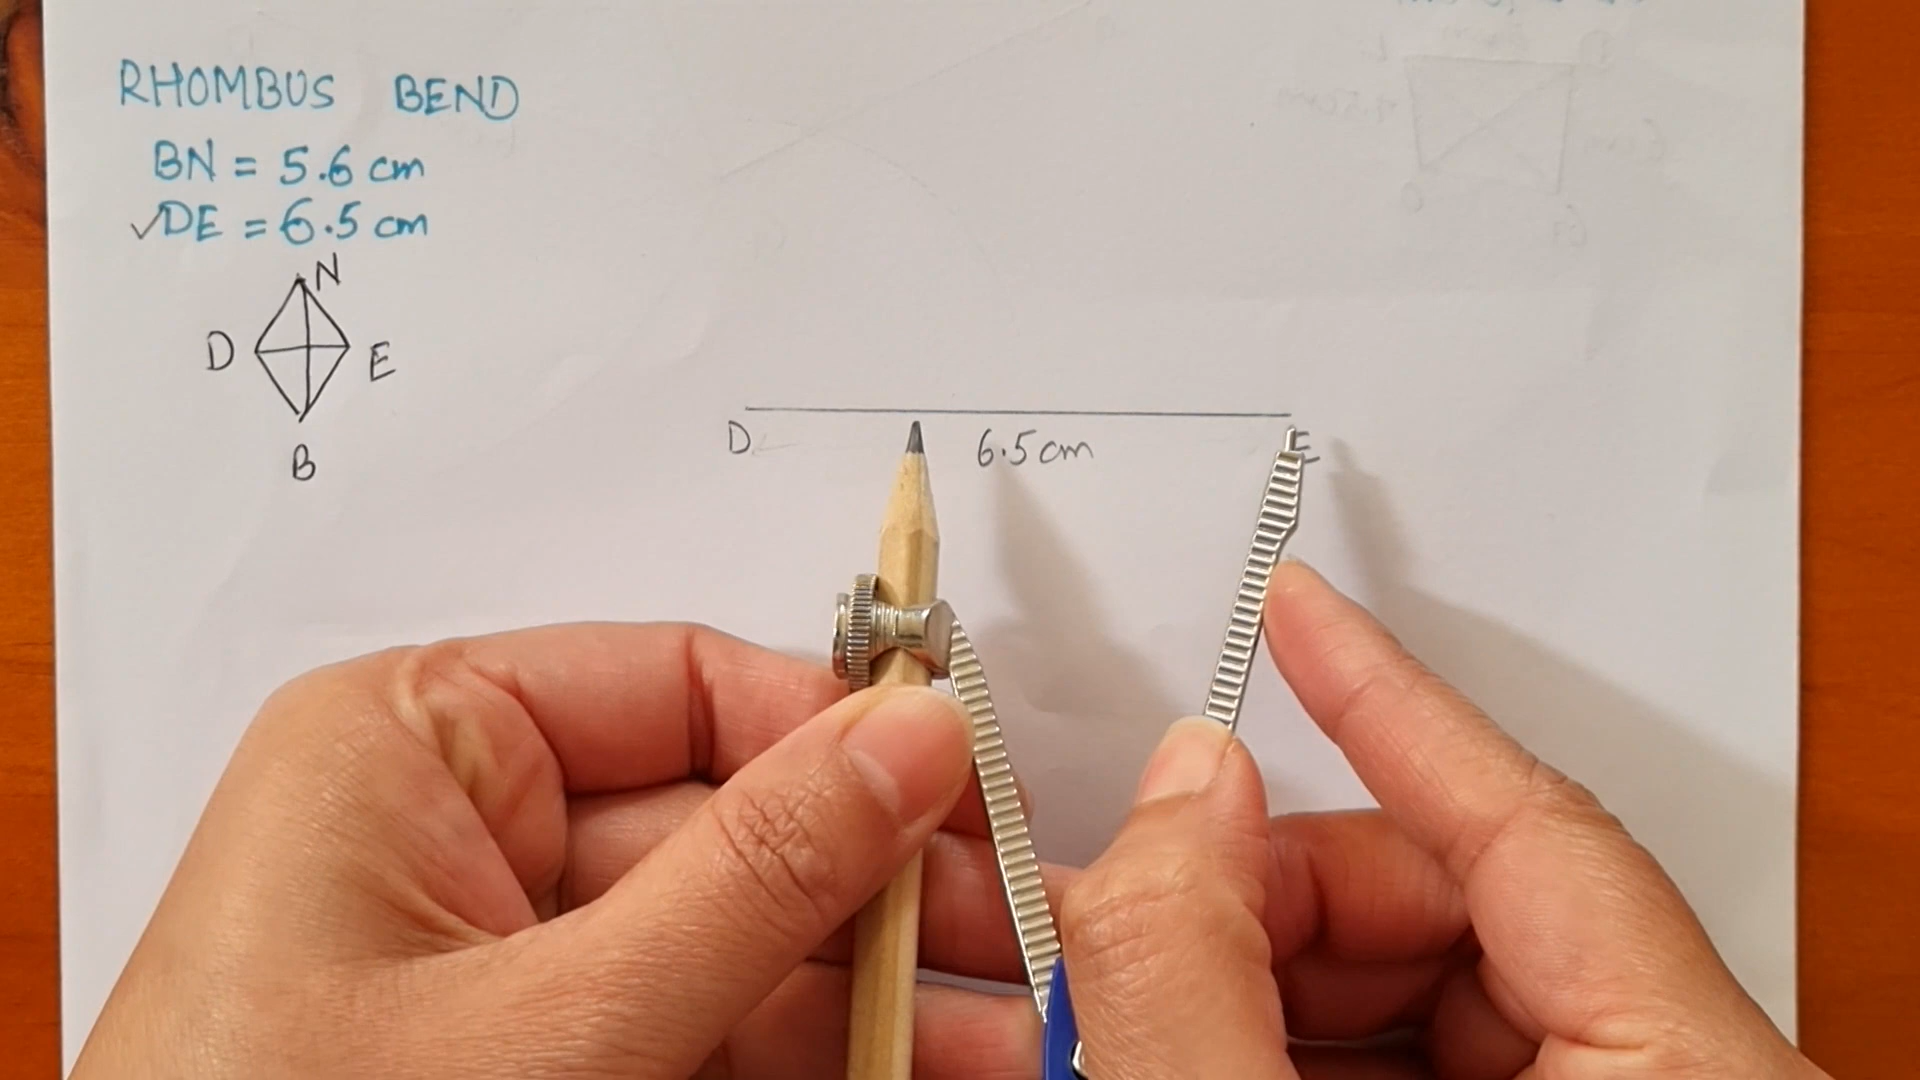 RHOMBUS BEND
BN = 5.6 cm
✓DE = 6.5 cm
N
D E
B
D 6.5 cm E